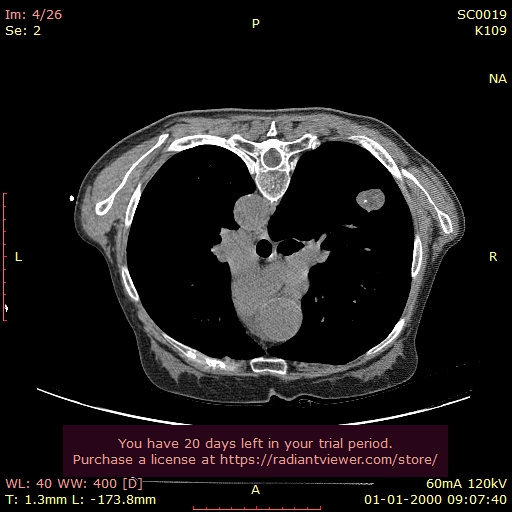 Im: 4/26
Se: 2
P
SC0019
K109
NA
L
R
You have 20 days left in your trial period.
Purchase a license at https://radiantviewer.com/store/
WL: 40 WW: 400 [D]
T: 1.3mm L: -173.8mm
A
60mA 120kV
01-01-2000 09:07:40